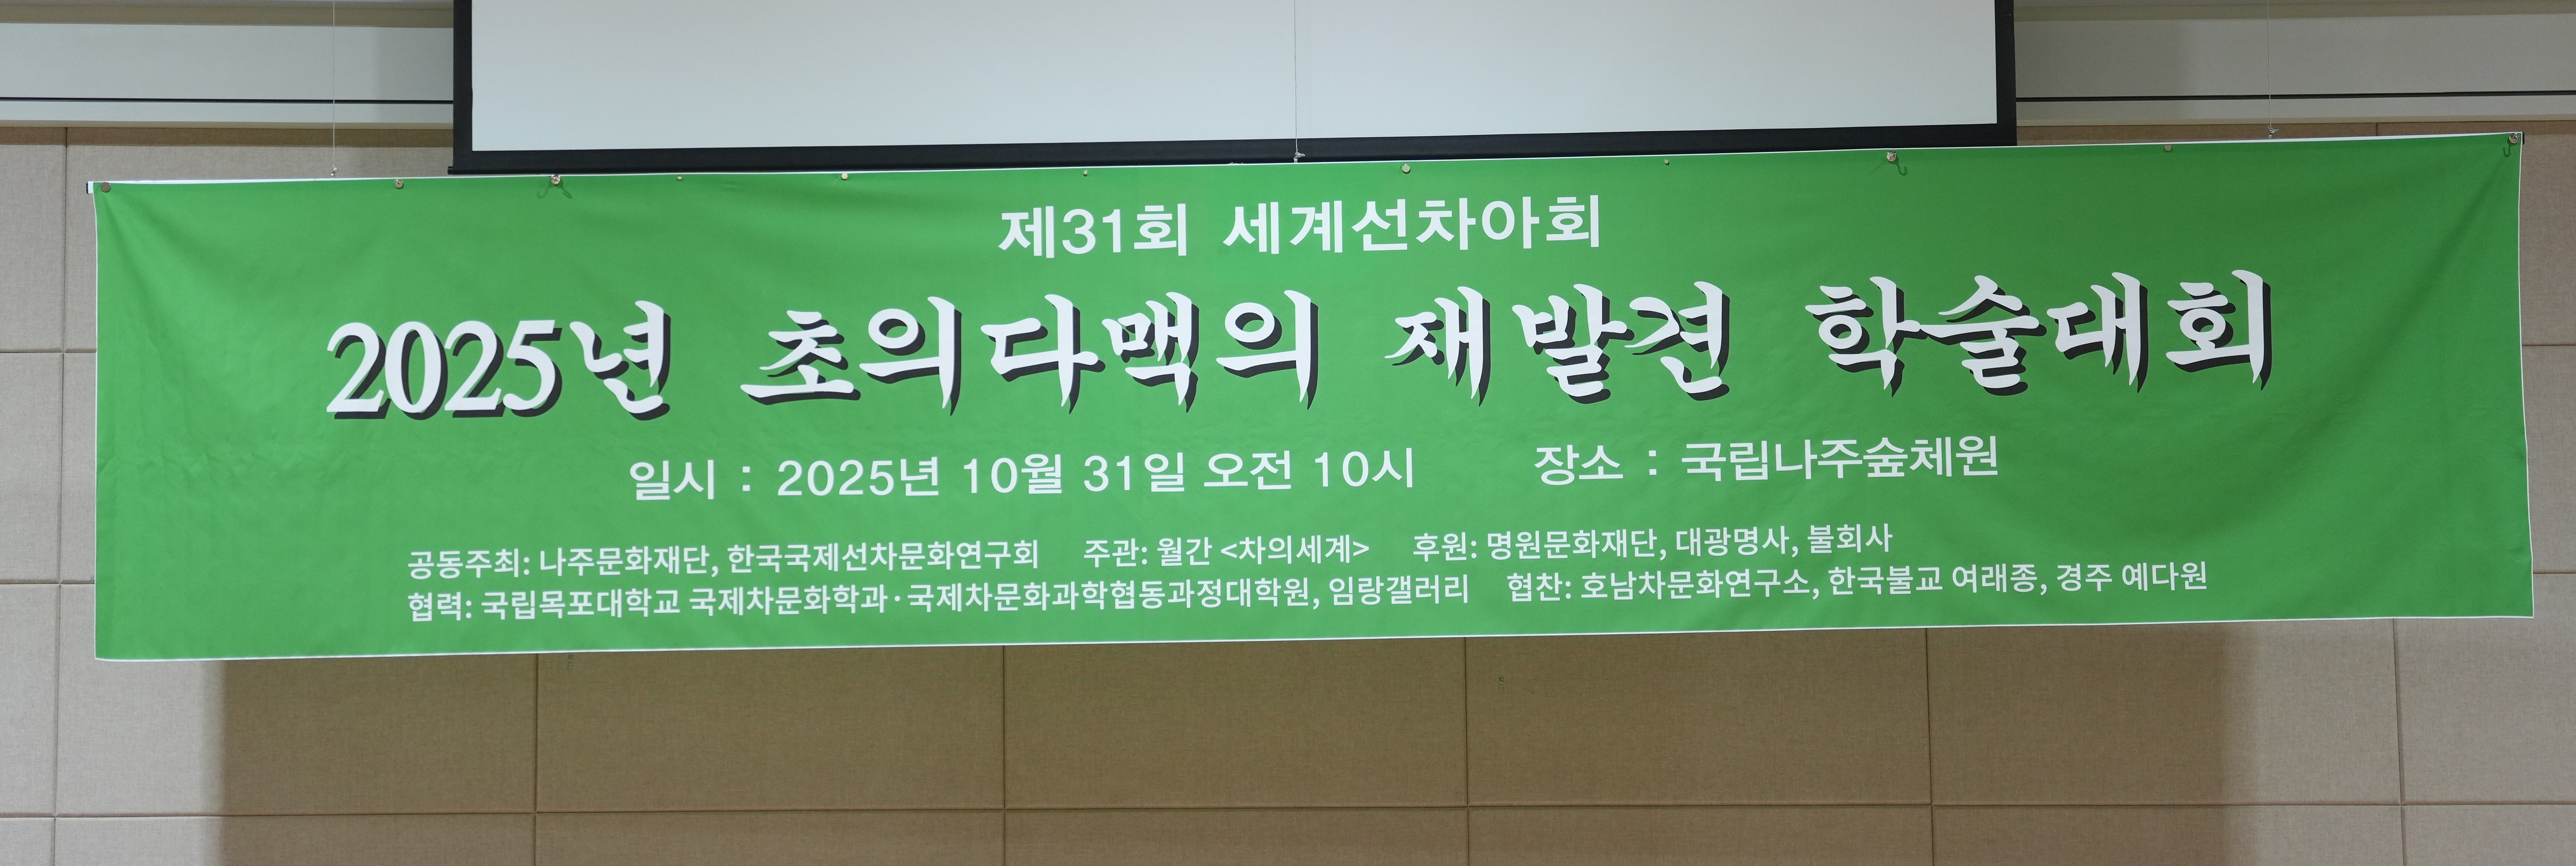 제31회 세계선차아회
2025년 초의다맥의 재발견 학술대회
일시 : 2025년 10월 31일 오전 10시 장소 : 국립나주숲체원
공동주최: 나주문화재단, 한국국제선차문화연구회 주관: 월간 <차의세계> 후원: 명원문화재단, 대광명사, 불회사
협력: 국립목포대학교 국제차문화학과·국제차문화과학협동과정대학원, 임랑갤러리 협찬: 호남차문화연구소, 한국불교 여래종, 경주 예다원